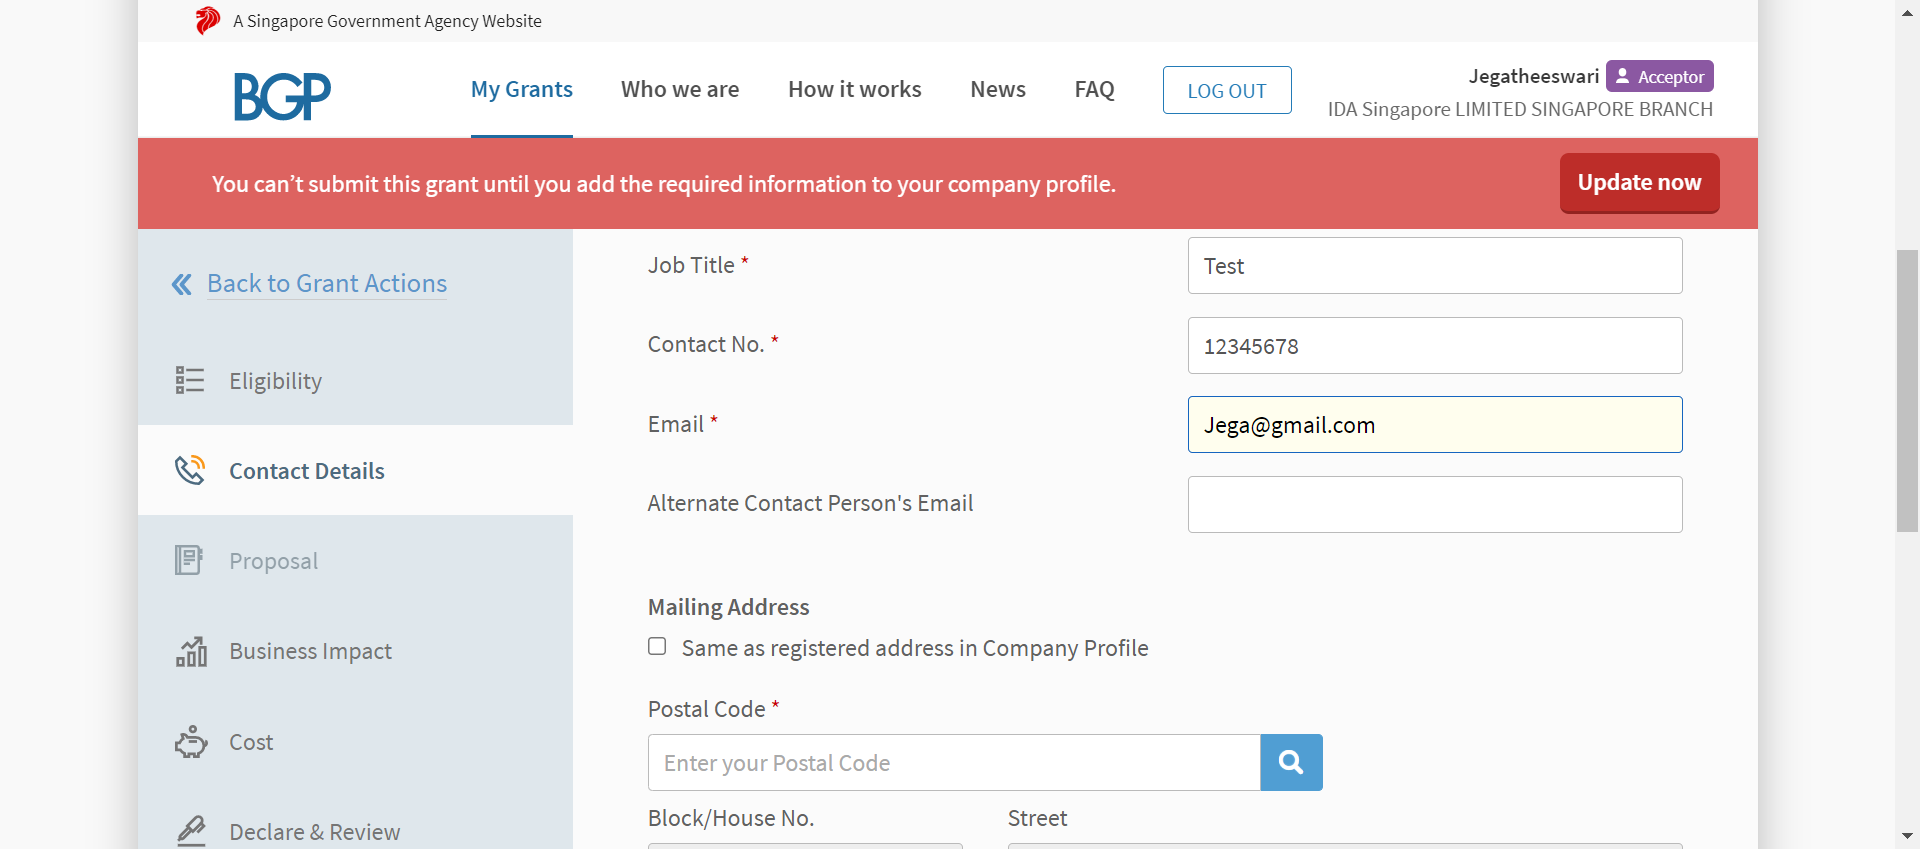 A Singapore Government Agency Website
BGP
My Grants
Who we are
How it works
News
FAQ
LOG OUT
Jegatheeswari
Acceptor
IDA Singapore LIMITED SINGAPORE BRANCH
You can’t submit this grant until you add the required information to your company profile.
Update now
Back to Grant Actions
Eligibility
Contact Details
Proposal
Business Impact
Cost
Declare & Review
Job Title *
Test
Contact No. *
12345678
Email *
Jega@gmail.com
Alternate Contact Person's Email
Mailing Address
Same as registered address in Company Profile
Postal Code *
Enter your Postal Code
Block/House No.
Street